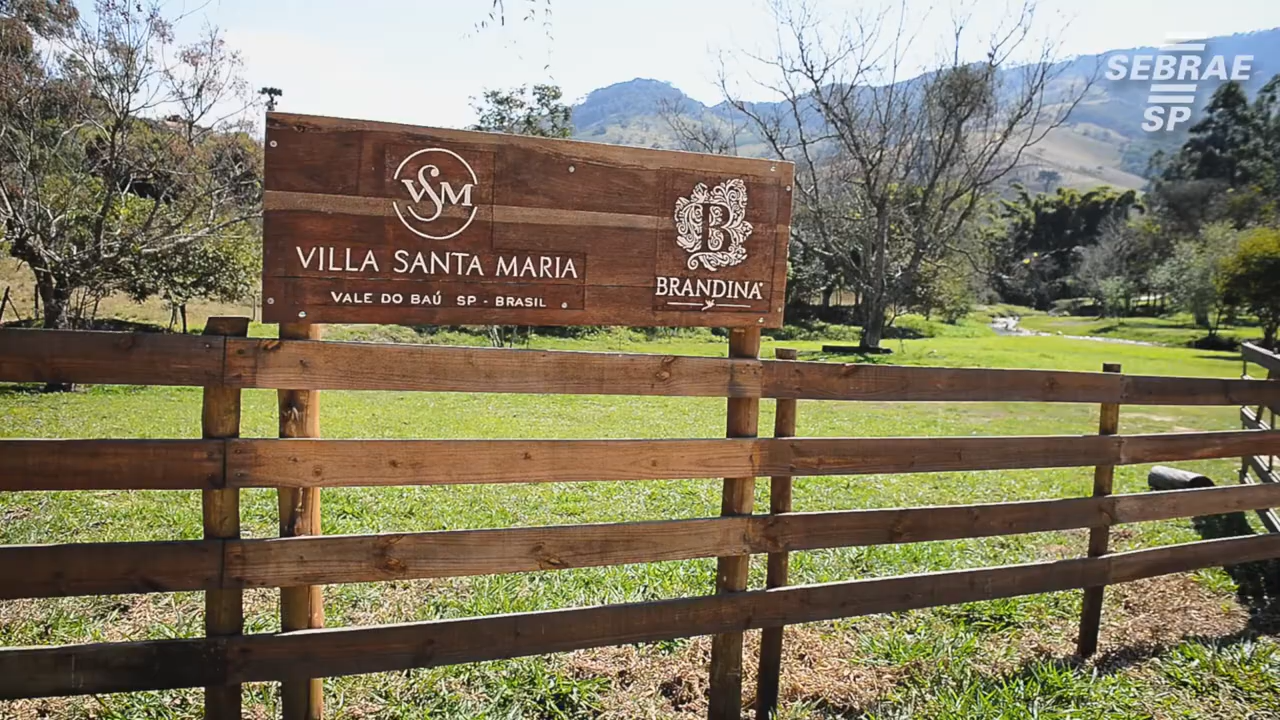 SEBRAE
SP
VSM
VILLA SANTA MARIA
VALE DO BAÚ SP - BRASIL
B
BRANDINA